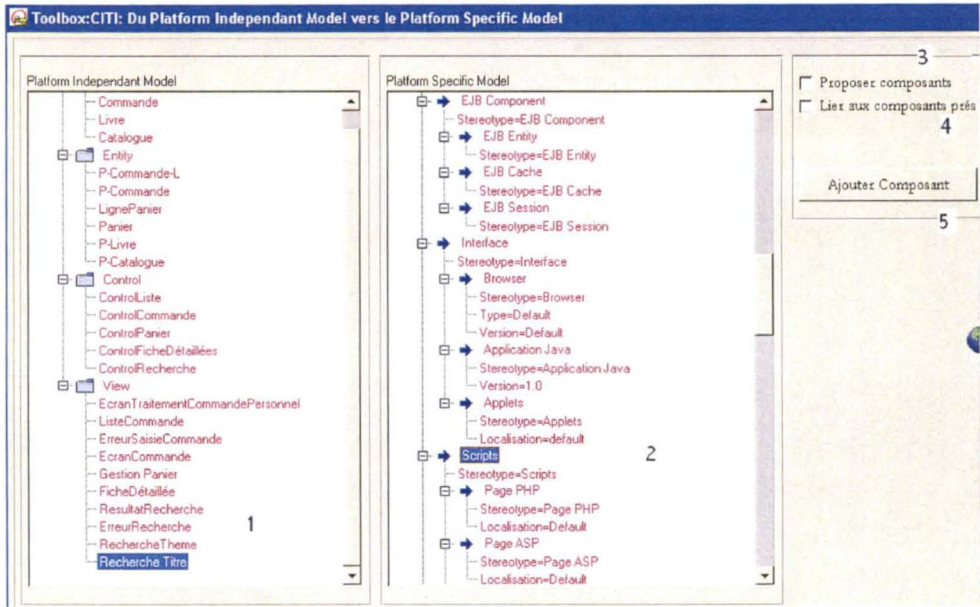 Toolbox:CITI: Du Platform Independant Model vers le Platform Specific Model
Platform Independant Model
Commande
Livre
Catalogue
Entity
P-Commande-L
P-Commande
LignePanier
Panier
P-Livre
P-Catalogue
Control
ControlListe
ControlCommande
ControlPanier
ControlFicheDétaillées
ControlRecherche
View
EcranTraitementCommandePersonnel
ListeCommande
ErreurSaisieCommande
EcranCommande
Gestion Panier
FicheDétaillée
ResultatRecherche
ErreurRecherche
RechercheTheme
Recherche Titre
1
Platform Specific Model
EJB Component
Stereotype=EJB Component
EJB Entity
Stereotype=EJB Entity
EJB Cache
Stereotype=EJB Cache
EJB Session
Stereotype=EJB Session
Interface
Stereotype=Interface
Browser
Stereotype=Browser
Type=Default
Version=Default
Application Java
Stereotype=Application Java
Version=1.0
Applets
Stereotype=Applets
Localisation=default
Scripts
Stereotype=Scripts
Page PHP
Stereotype=Page PHP
Localisation=Default
Page ASP
Stereotype=Page ASP
Localisation=Default
2
3
Proposer composants
Lier aux composants prés
4
Ajouter Composant
5